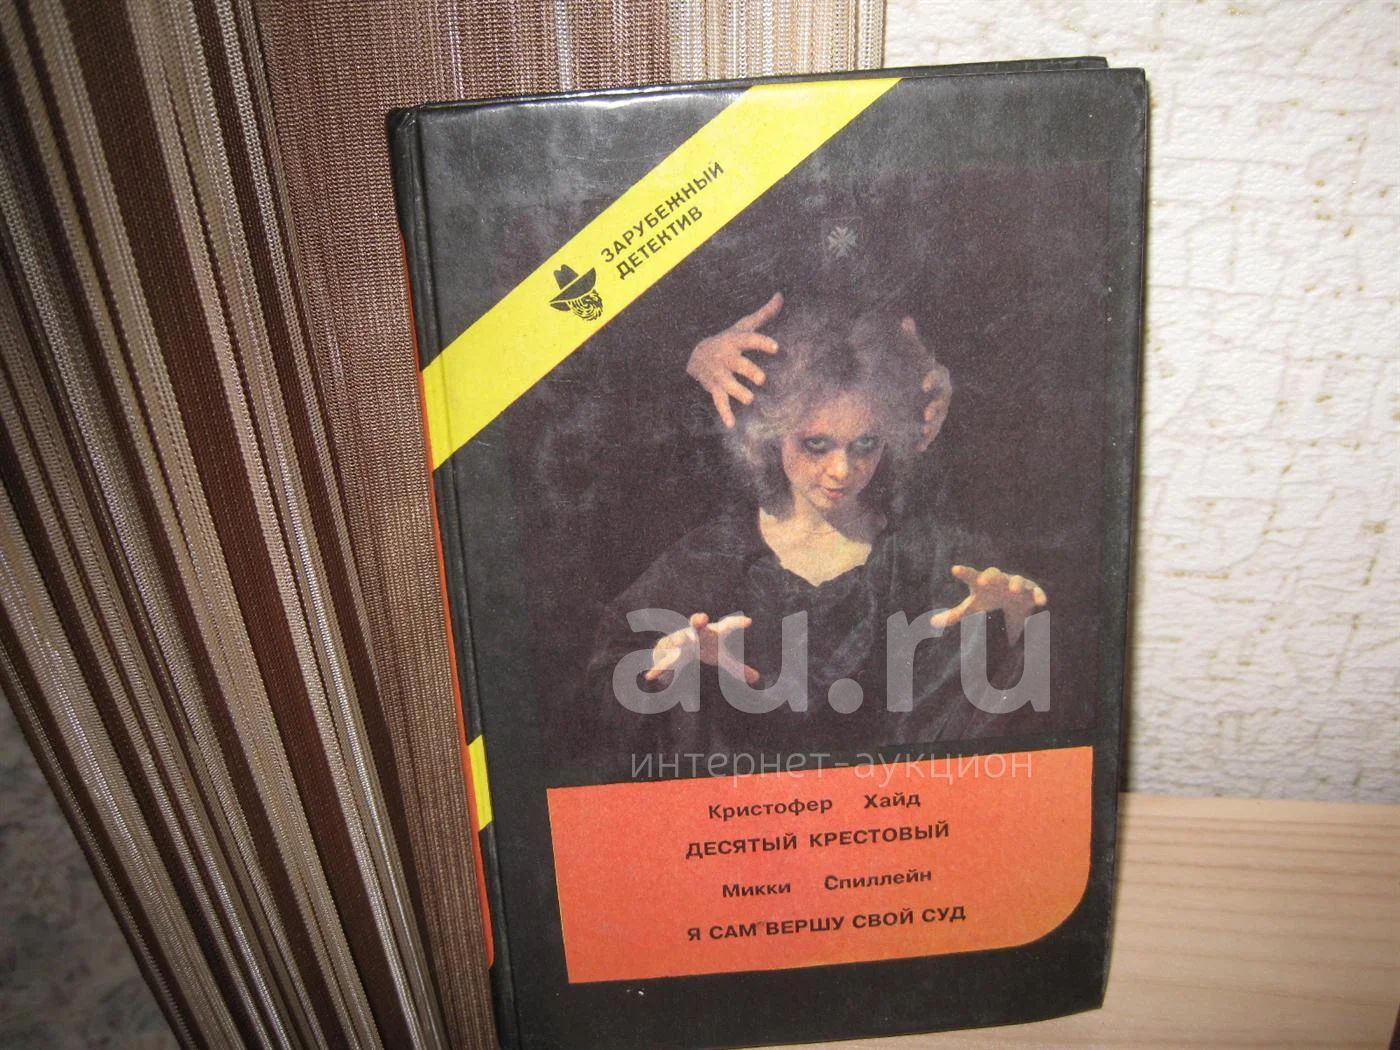 ЗАРУБЕЖНЫЙ
ДЕТЕКТИВ
au.ru
интернет-аукцион
Кристофер Хайд
ДЕСЯТЫЙ КРЕСТОВЫЙ
Микки Спиллейн
Я САМ ВЕРШУ СВОЙ СУД